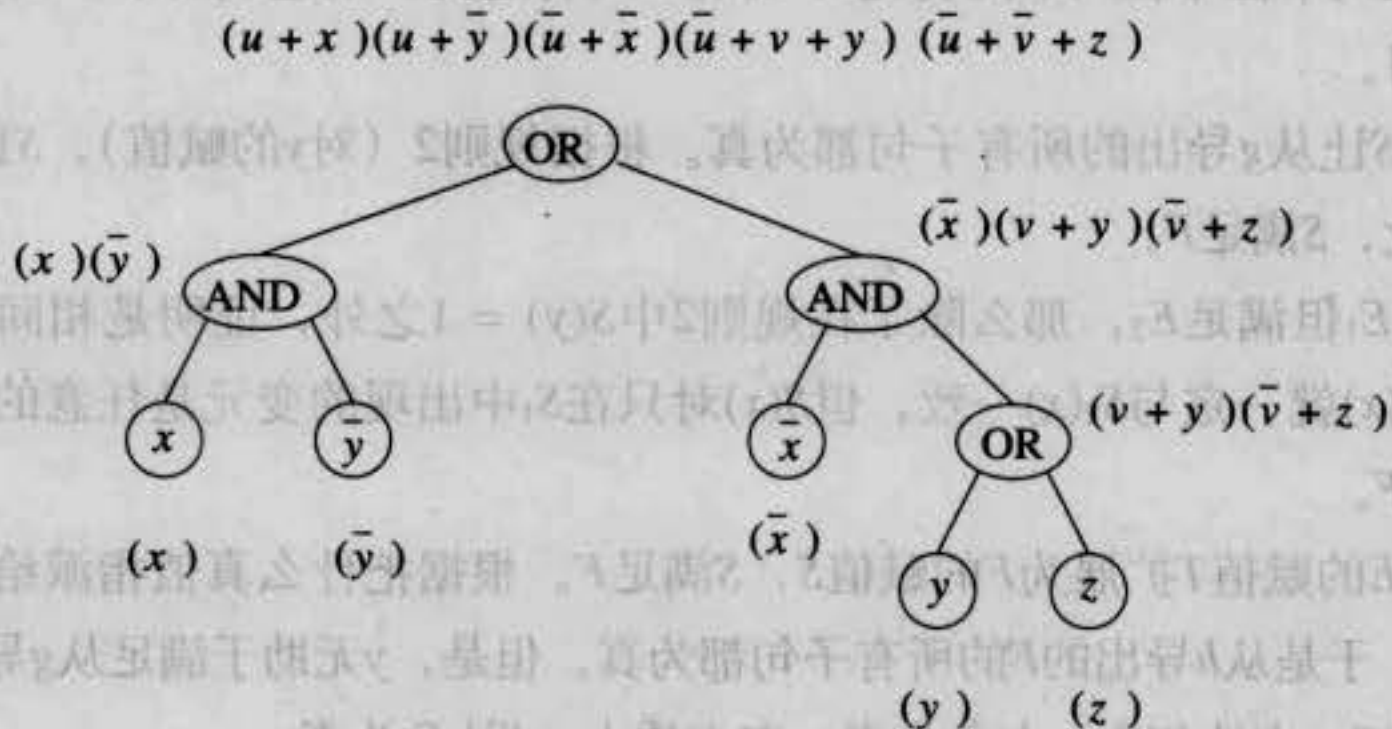 (u + x )(u + ȳ )(ū + x̄ )(ū + v + y ) (ū + v̄ + z )
OR
(x̄ )(v + y )(v̄ + z )
(x )(ȳ )
AND
AND
(v + y )(v̄ + z )
x ȳ x̄ OR
(x ) (ȳ ) (x̄ )
y z
(y ) (z )